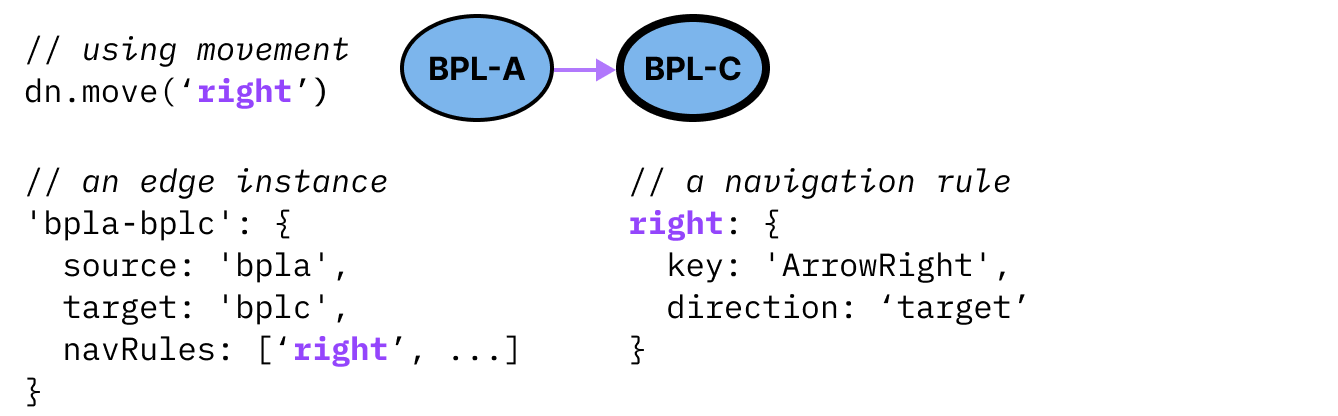 // using movement
dn.move(‘right’)
BPL-A
BPL-C
// an edge instance
'bpla-bplc': {
  source: 'bpla',
  target: 'bplc',
  navRules: [‘right’, ...]
}
// a navigation rule
right: {
  key: 'ArrowRight',
  direction: ‘target’
}